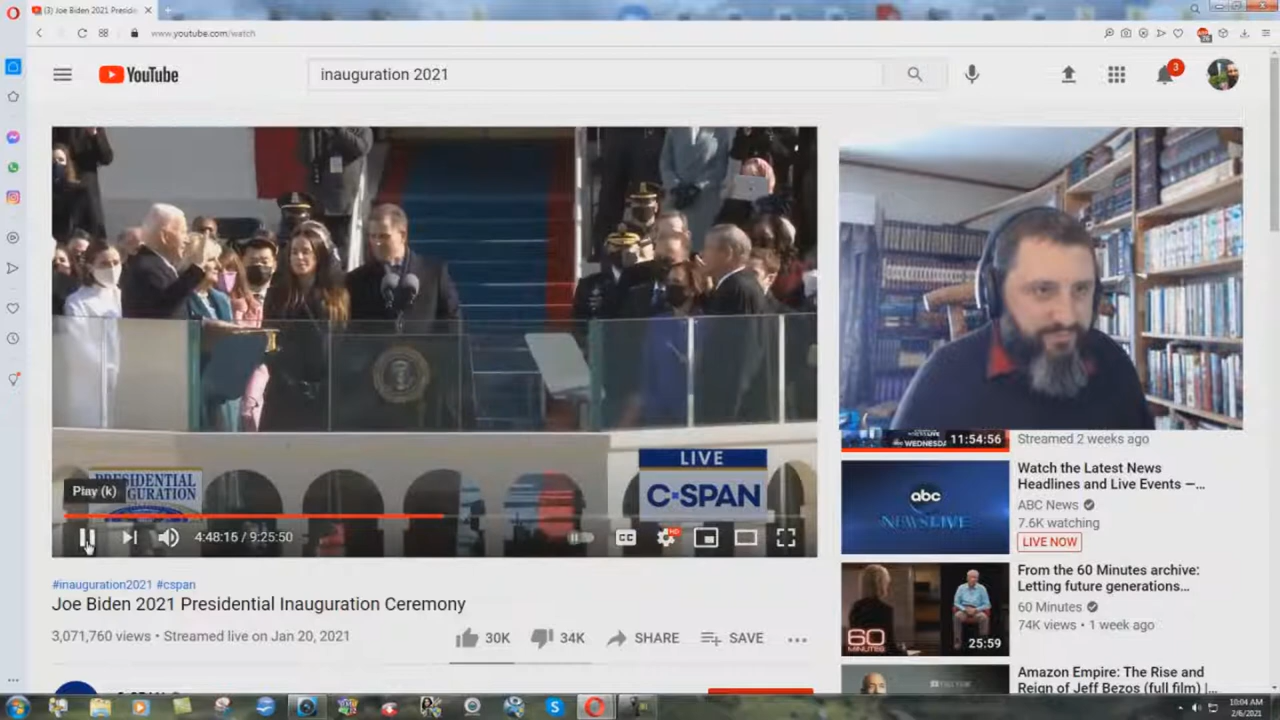 (3) Joe Biden 2021 Preside
www.youtube.com/watch
YouTube
inauguration 2021
3
LIVE
C-SPAN
PRESIDENTIAL
Play (k)
4:48:16 / 9:25:50
CC
HD
#inauguration2021 #cspan
Joe Biden 2021 Presidential Inauguration Ceremony
3,071,760 views • Streamed live on Jan 20, 2021
30K
34K
SHARE
SAVE
11:54:56
Streamed 2 weeks ago
abc
NEWSLIVE
Watch the Latest News
Headlines and Live Events —...
ABC News
7.6K watching
LIVE NOW
60
MINUTES
25:59
From the 60 Minutes archive:
Letting future generations...
60 Minutes
74K views • 1 week ago
Amazon Empire: The Rise and
Reign of Jeff Bezos (full film) |...
10:04 AM
2/6/2021